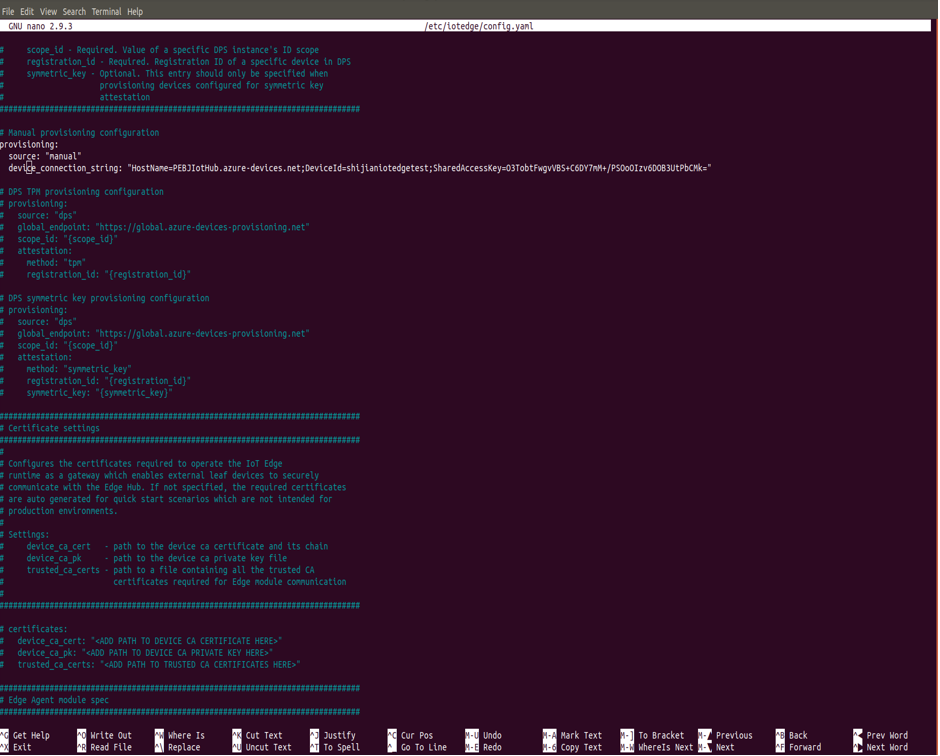 File Edit View Search Terminal Help
GNU nano 2.9.3 /etc/iotedge/config.yaml
# scope_id - Required. Value of a specific DPS instance's ID scope
# registration_id - Required. Registration ID of a specific device in DPS
# symmetric_key - Optional. This entry should only be specified when
# provisioning devices configured for symmetric key
# attestation
###############################################################################
# Manual provisioning configuration
provisioning:
source: "manual"
device_connection_string: "HostName=PEBJIotHub.azure-devices.net;DeviceId=shijianiotedgetest;SharedAccessKey=O3TobtFwgvVBS+C6DY7mM+/PSOoOIzv6DOB3UtPbCMk="
# DPS TPM provisioning configuration
# provisioning:
# source: "dps"
# global_endpoint: "https://global.azure-devices-provisioning.net"
# scope_id: "{scope_id}"
# attestation:
# method: "tpm"
# registration_id: "{registration_id}"
# DPS symmetric key provisioning configuration
# provisioning:
# source: "dps"
# global_endpoint: "https://global.azure-devices-provisioning.net"
# scope_id: "{scope_id}"
# attestation:
# method: "symmetric_key"
# registration_id: "{registration_id}"
# symmetric_key: "{symmetric_key}"
###############################################################################
# Certificate settings
###############################################################################
#
# Configures the certificates required to operate the IoT Edge
# runtime as a gateway which enables external leaf devices to securely
# communicate with the Edge Hub. If not specified, the required certificates
# are auto generated for quick start scenarios which are not intended for
# production environments.
#
# Settings:
# device_ca_cert - path to the device ca certificate and its chain
# device_ca_pk - path to the device ca private key file
# trusted_ca_certs - path to a file containing all the trusted CA
# certificates required for Edge module communication
#
###############################################################################
# certificates:
# device_ca_cert: "<ADD PATH TO DEVICE CA CERTIFICATE HERE>"
# device_ca_pk: "<ADD PATH TO DEVICE CA PRIVATE KEY HERE>"
# trusted_ca_certs: "<ADD PATH TO TRUSTED CA CERTIFICATES HERE>"
###############################################################################
# Edge Agent module spec
###############################################################################
^G Get Help ^O Write Out ^W Where Is ^K Cut Text ^J Justify ^C Cur Pos M-U Undo M-A Mark Text M-] To Bracket M-▲ Previous ^B Back ^◀ Prev Word
^X Exit ^R Read File ^\ Replace ^U Uncut Text ^T To Spell ^_ Go To Line M-E Redo M-6 Copy Text M-W WhereIs Next M-▼ Next ^F Forward ^▶ Next Word